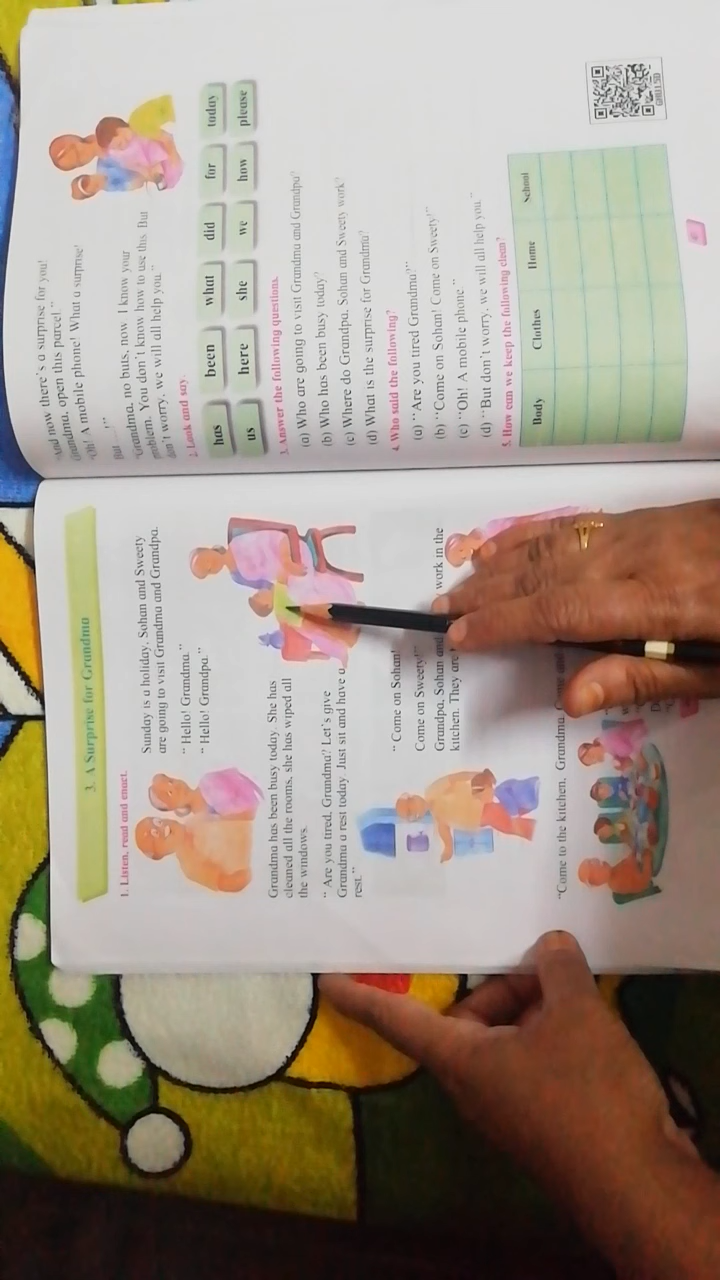 3. A Surprise for Grandma
1. Listen, read and enact.
Sunday is a holiday. Sohan and Sweety
are going to visit Grandma and Grandpa.
“ Hello! Grandma.”
“ Hello! Grandpa.”
Grandma has been busy today. She has
cleaned all the rooms, she has wiped all
the windows.
“ Are you tired, Grandma? Let's give
Grandma a rest today. Just sit and have a
rest.”
“ Come on Sohan!
Come on Sweety!”
Grandpa, Sohan and work in the
kitchen. They are
“Come to the kitchen. Grandma.
“And now there's a surprise for you!
Grandma, open this parcel.”
“Oh! A mobile phone! What a surprise!
But ...!”
“Grandma, no buts, now I know your
problem. You don't know how to use this. But
don't worry, we will all help you.”
2. Look and say.
has been what did for today
us here she we how please
3. Answer the following questions.
(a) Who are going to visit Grandma and Grandpa?
(b) Who has been busy today?
(c) Where do Grandpa, Sohan and Sweety work?
(d) What is the surprise for Grandma?
4. Who said the following?
(a) “Are you tired Grandma?”
(b) “Come on Sohan! Come on Sweety!”
(c) “Oh! A mobile phone.”
(d) “But don't worry, we will all help you.”
5. How can we keep the following clean?
Body Clothes Home School